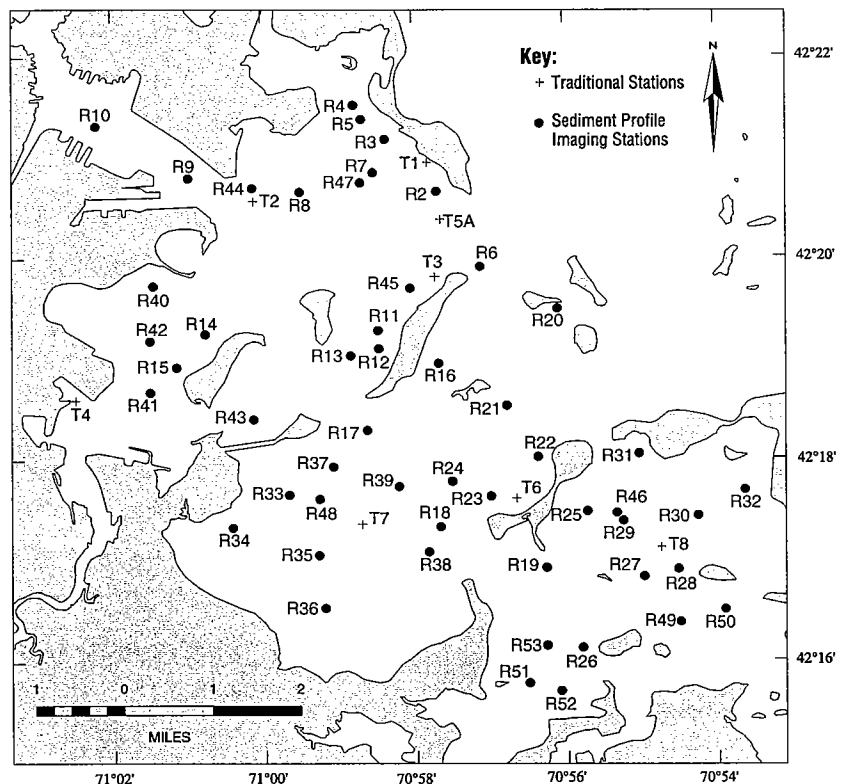 42°22'
Key:
+ Traditional Stations
● Sediment Profile
Imaging Stations
N
R4
R5
R10
R3
T1
R9
R7
R47
R44
T2
R8
R2
T5A
42°20'
R6
T3
R45
R40
R20
R11
R42
R14
R13
R12
R16
R15
R41
T4
R21
R43
R17
42°18'
R22
R31
R37
R24
R39
R23
T6
R32
R33
R48
R46
R25
R29
R30
R18
T7
R34
T8
R35
R38
R19
R27
R28
R36
R49
R50
R53
R26
42°16'
R51
R52
1 0 1 2
MILES
71°02' 71°00' 70°58' 70°56' 70°54'